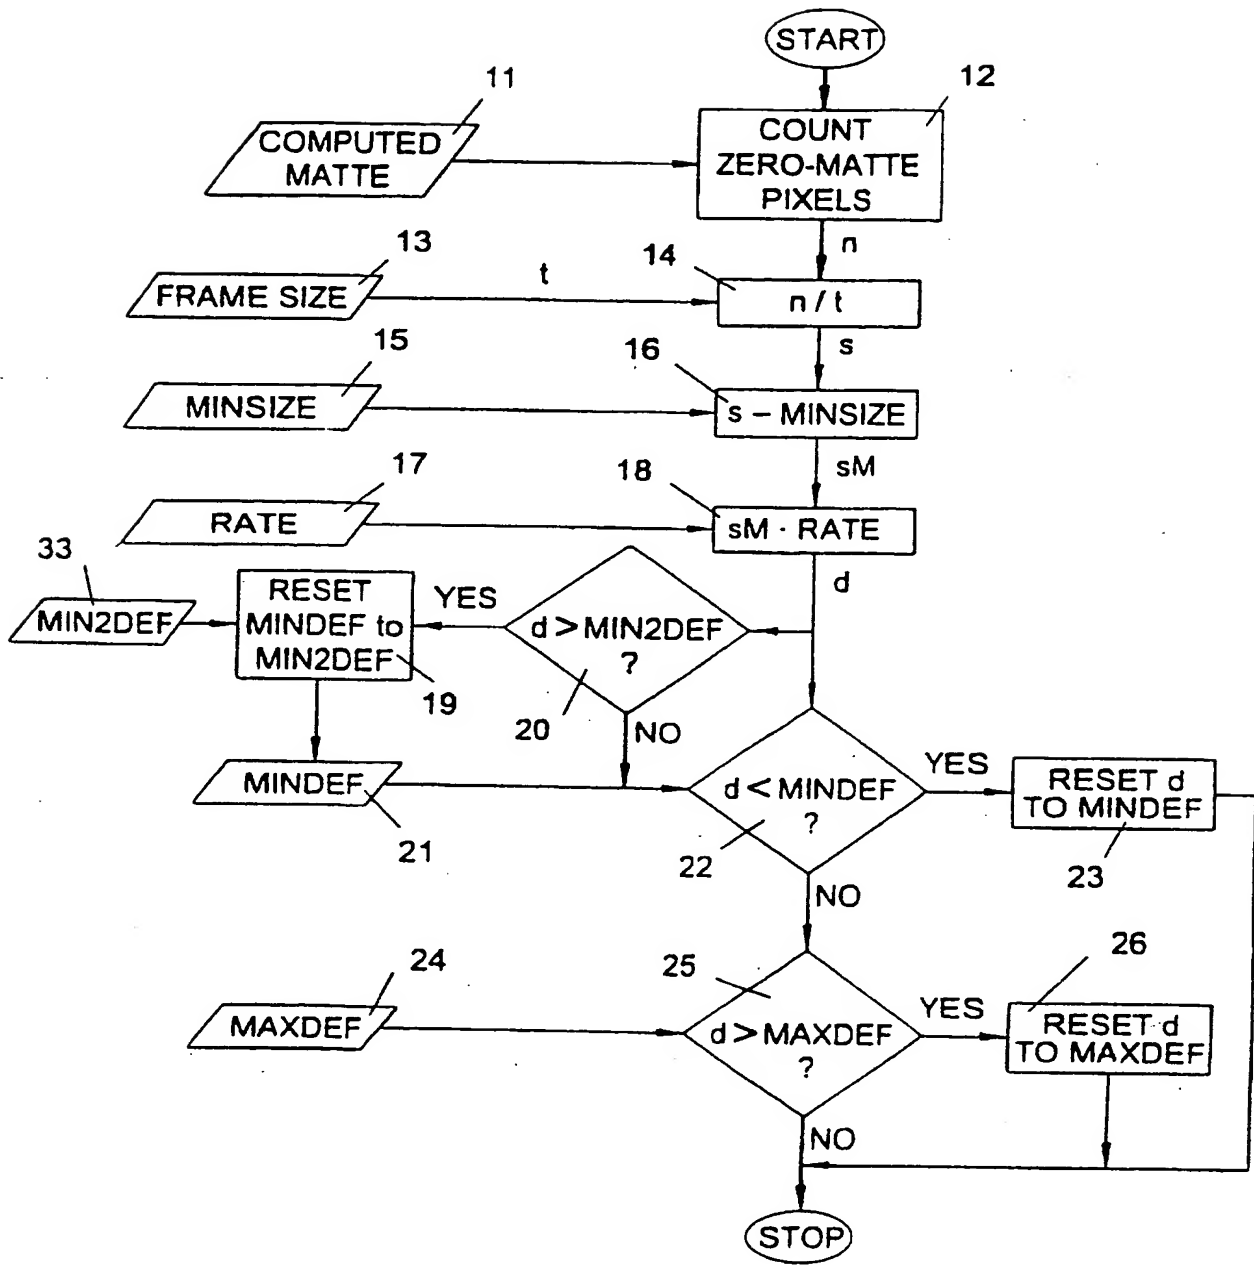 START
11
12
COMPUTED
MATTE
COUNT
ZERO-MATTE
PIXELS
n
13
14
t
FRAME SIZE
n / t
s
15
16
MINSIZE
s – MINSIZE
sM
17
18
RATE
sM · RATE
d
33
MIN2DEF
RESET
MINDEF to
MIN2DEF
19
YES
d > MIN2DEF
?
20
NO
MINDEF
21
d < MINDEF
?
22
YES
RESET d
TO MINDEF
23
NO
24
25
26
MAXDEF
d > MAXDEF
?
YES
RESET d
TO MAXDEF
NO
STOP